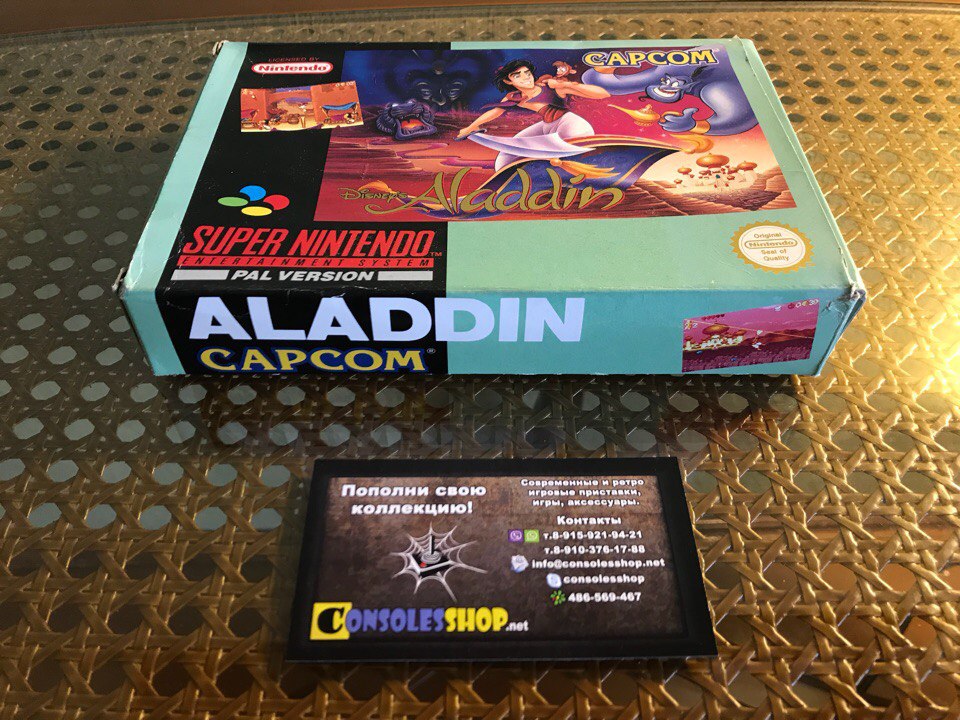 LICENSED BY
Nintendo
CAPCOM
DISNEY'S Aladdin
SUPER NINTENDO™
ENTERTAINMENT SYSTEM
PAL VERSION
Original
Nintendo
Seal of
Quality
ALADDIN
CAPCOM®
Пополни свою
коллекцию!
CONSOLESSHOP.net
Современные и ретро
игровые приставки,
игры, аксессуары.
Контакты
т.8-915-921-94-21
т.8-910-376-17-88
info@consolesshop.net
consolesshop
486-569-467